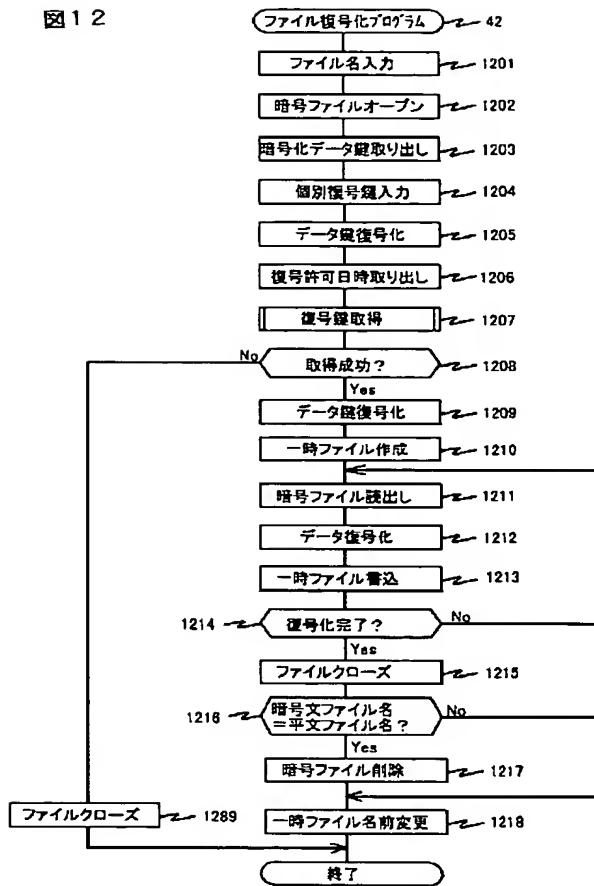 図12
ファイル復号化プログラム 42
ファイル名入力 1201
暗号ファイルオープン 1202
暗号化データ鍵取り出し 1203
個別復号鍵入力 1204
データ鍵復号化 1205
復号許可日時取り出し 1206
復号鍵取得 1207
No 取得成功? 1208
Yes
データ鍵復号化 1209
一時ファイル作成 1210
暗号ファイル読出し 1211
データ復号化 1212
一時ファイル書込 1213
1214 復号化完了? No
Yes
ファイルクローズ 1215
1216 暗号文ファイル名
=平文ファイル名? No
Yes
暗号ファイル削除 1217
ファイルクローズ 1289 一時ファイル名前変更 1218
終了